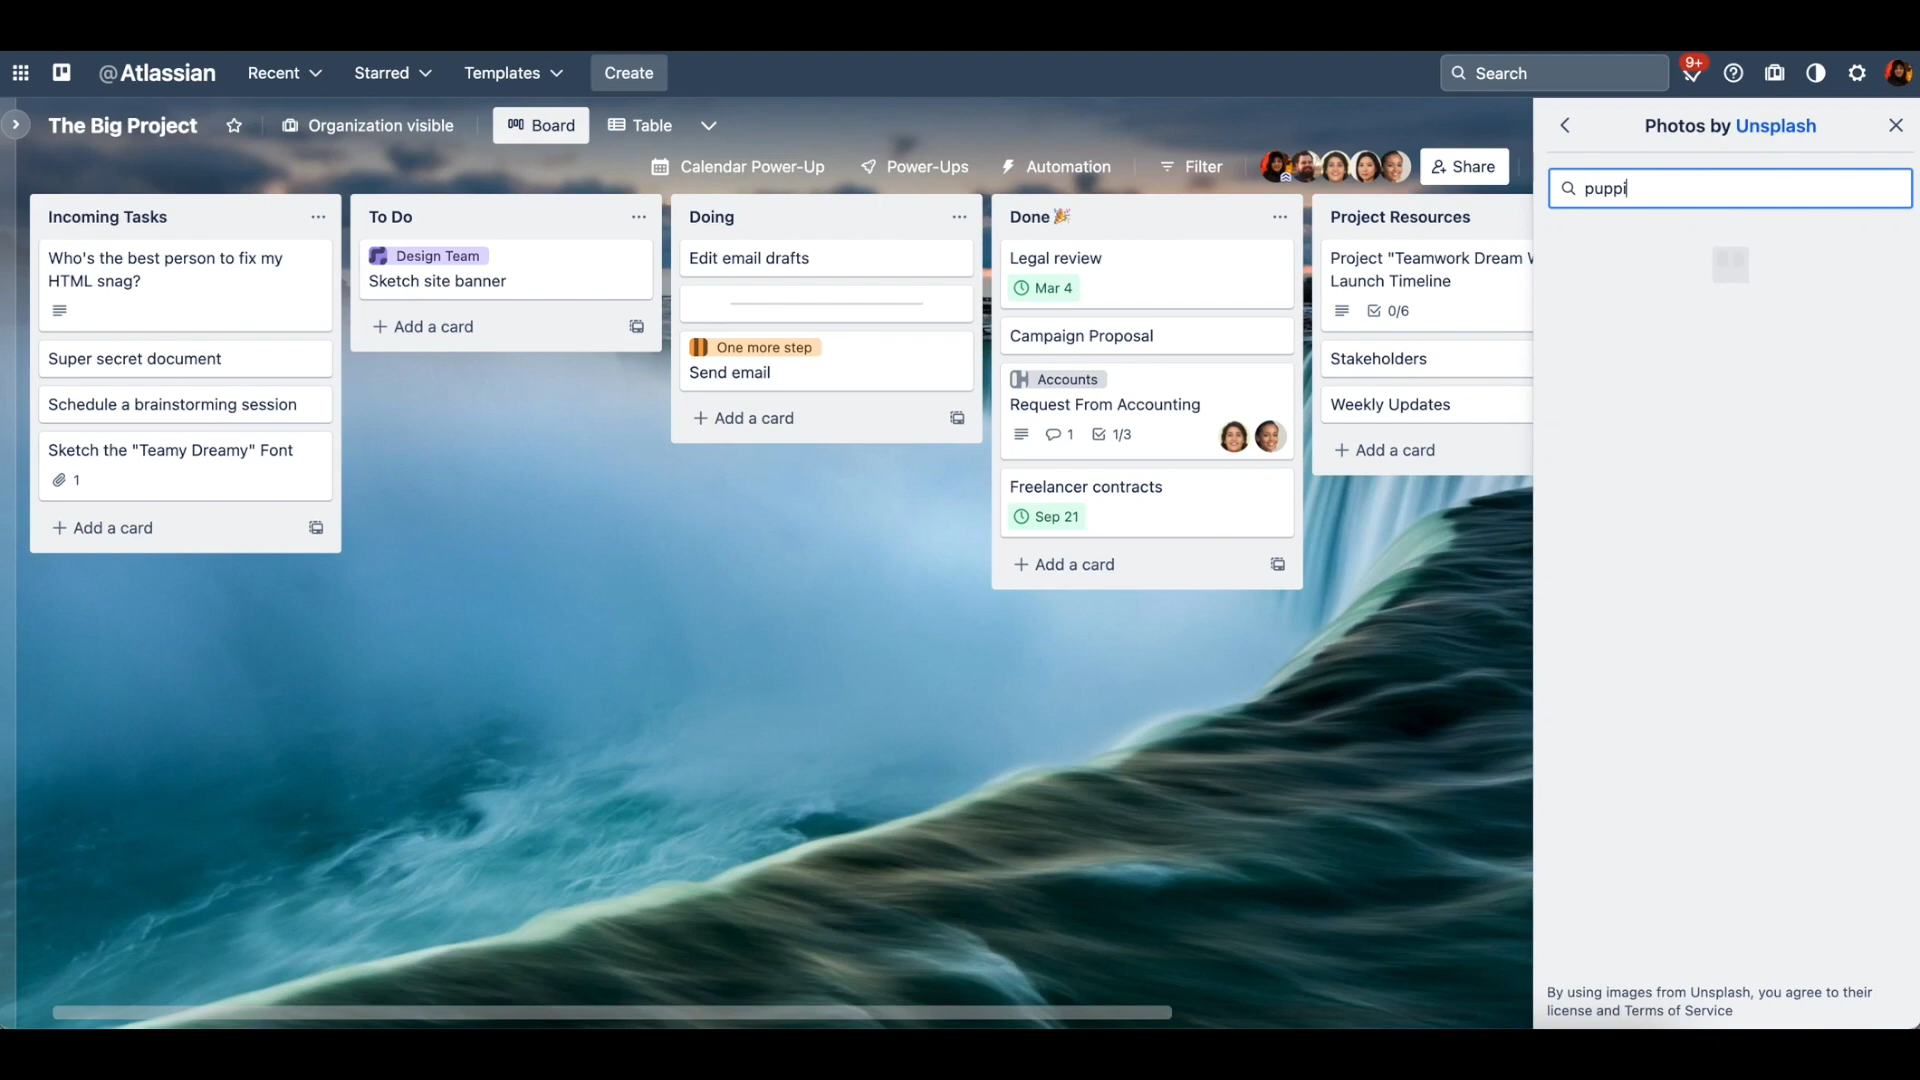 @Atlassian
Recent
Starred
Templates
Create
Search
9+
The Big Project
Organization visible
Board
Table
Calendar Power-Up
Power-Ups
Automation
Filter
Share
Incoming Tasks
Who's the best person to fix my
HTML snag?
Super secret document
Schedule a brainstorming session
Sketch the "Teamy Dreamy" Font
1
+ Add a card
To Do
Design Team
Sketch site banner
+ Add a card
Doing
Edit email drafts
One more step
Send email
+ Add a card
Done🎉
Legal review
Mar 4
Campaign Proposal
Accounts
Request From Accounting
1
1/3
Freelancer contracts
Sep 21
+ Add a card
Project Resources
Project "Teamwork Dream W
Launch Timeline
0/6
Stakeholders
Weekly Updates
+ Add a card
Photos by Unsplash
puppi
By using images from Unsplash, you agree to their
license and Terms of Service